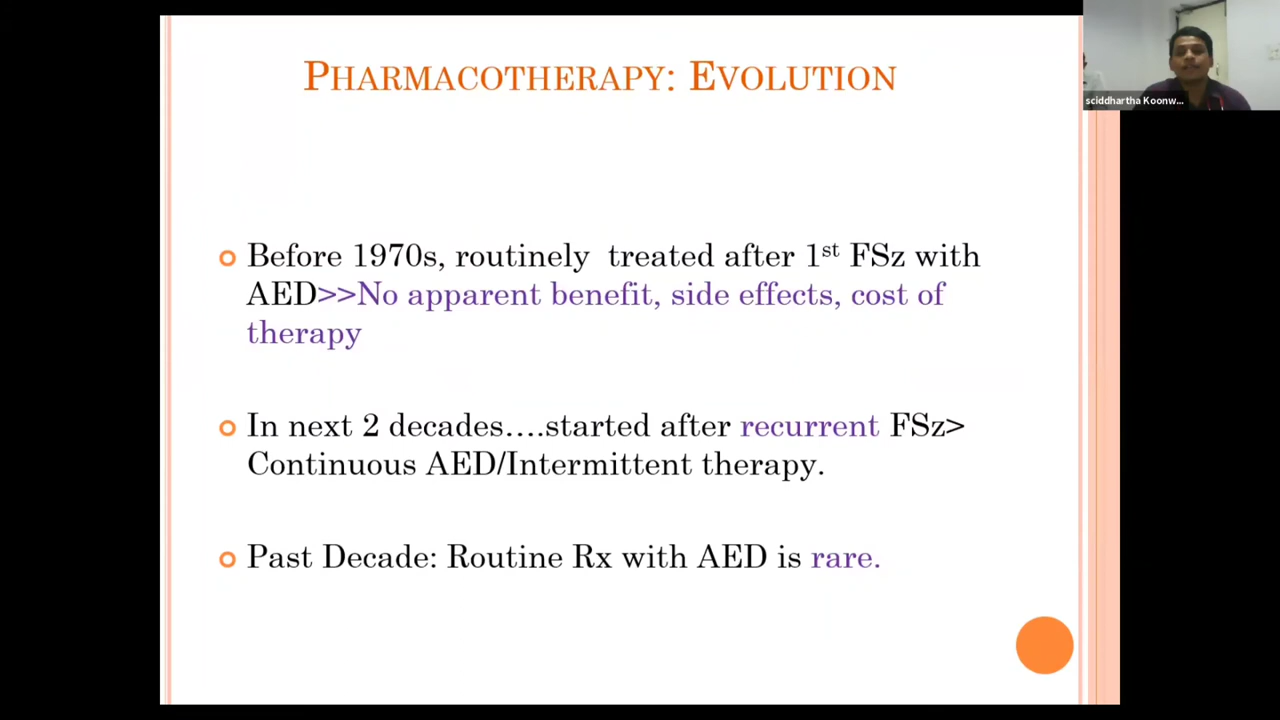 PHARMACOTHERAPY: EVOLUTION
sciddhartha Koonw...
Before 1970s, routinely treated after 1st FSz with
AED>>No apparent benefit, side effects, cost of
therapy
In next 2 decades....started after recurrent FSz>
Continuous AED/Intermittent therapy.
Past Decade: Routine Rx with AED is rare.